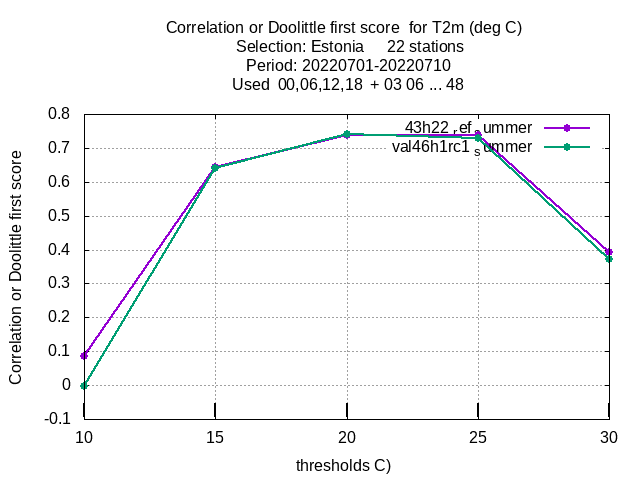 Correlation or Doolittle first score  for T2m (deg C)
Selection: Estonia     22 stations
Period: 20220701-20220710
Used  00,06,12,18  + 03 06 ... 48
0.8
0.7
0.6
0.5
0.4
0.3
0.2
0.1
0
-0.1
Correlation or Doolittle first score
43h22_ref_summer
val46h1rc1_summer
10
15
20
25
30
thresholds C)